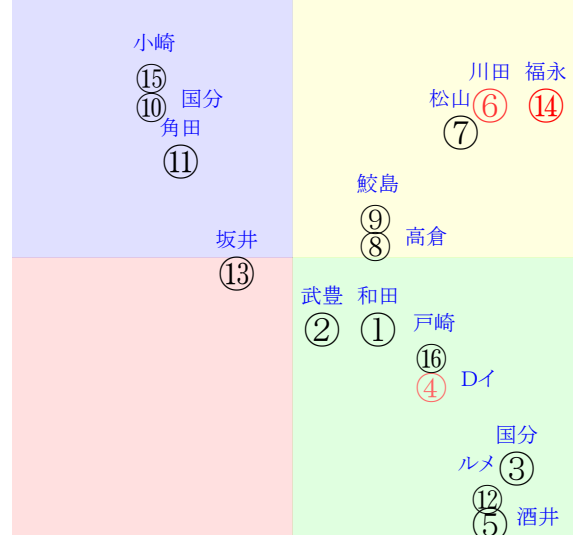 小崎
⑮
⑩ 国分
角田
⑪
川田 福永
松山 ⑥ ⑭
⑦
鮫島
⑨
⑧ 高倉
坂井
⑬
武豊 和田
② ① 戸崎
⑯
④ Dイ
国分
ルメ ③
⑫
⑤ 酒井